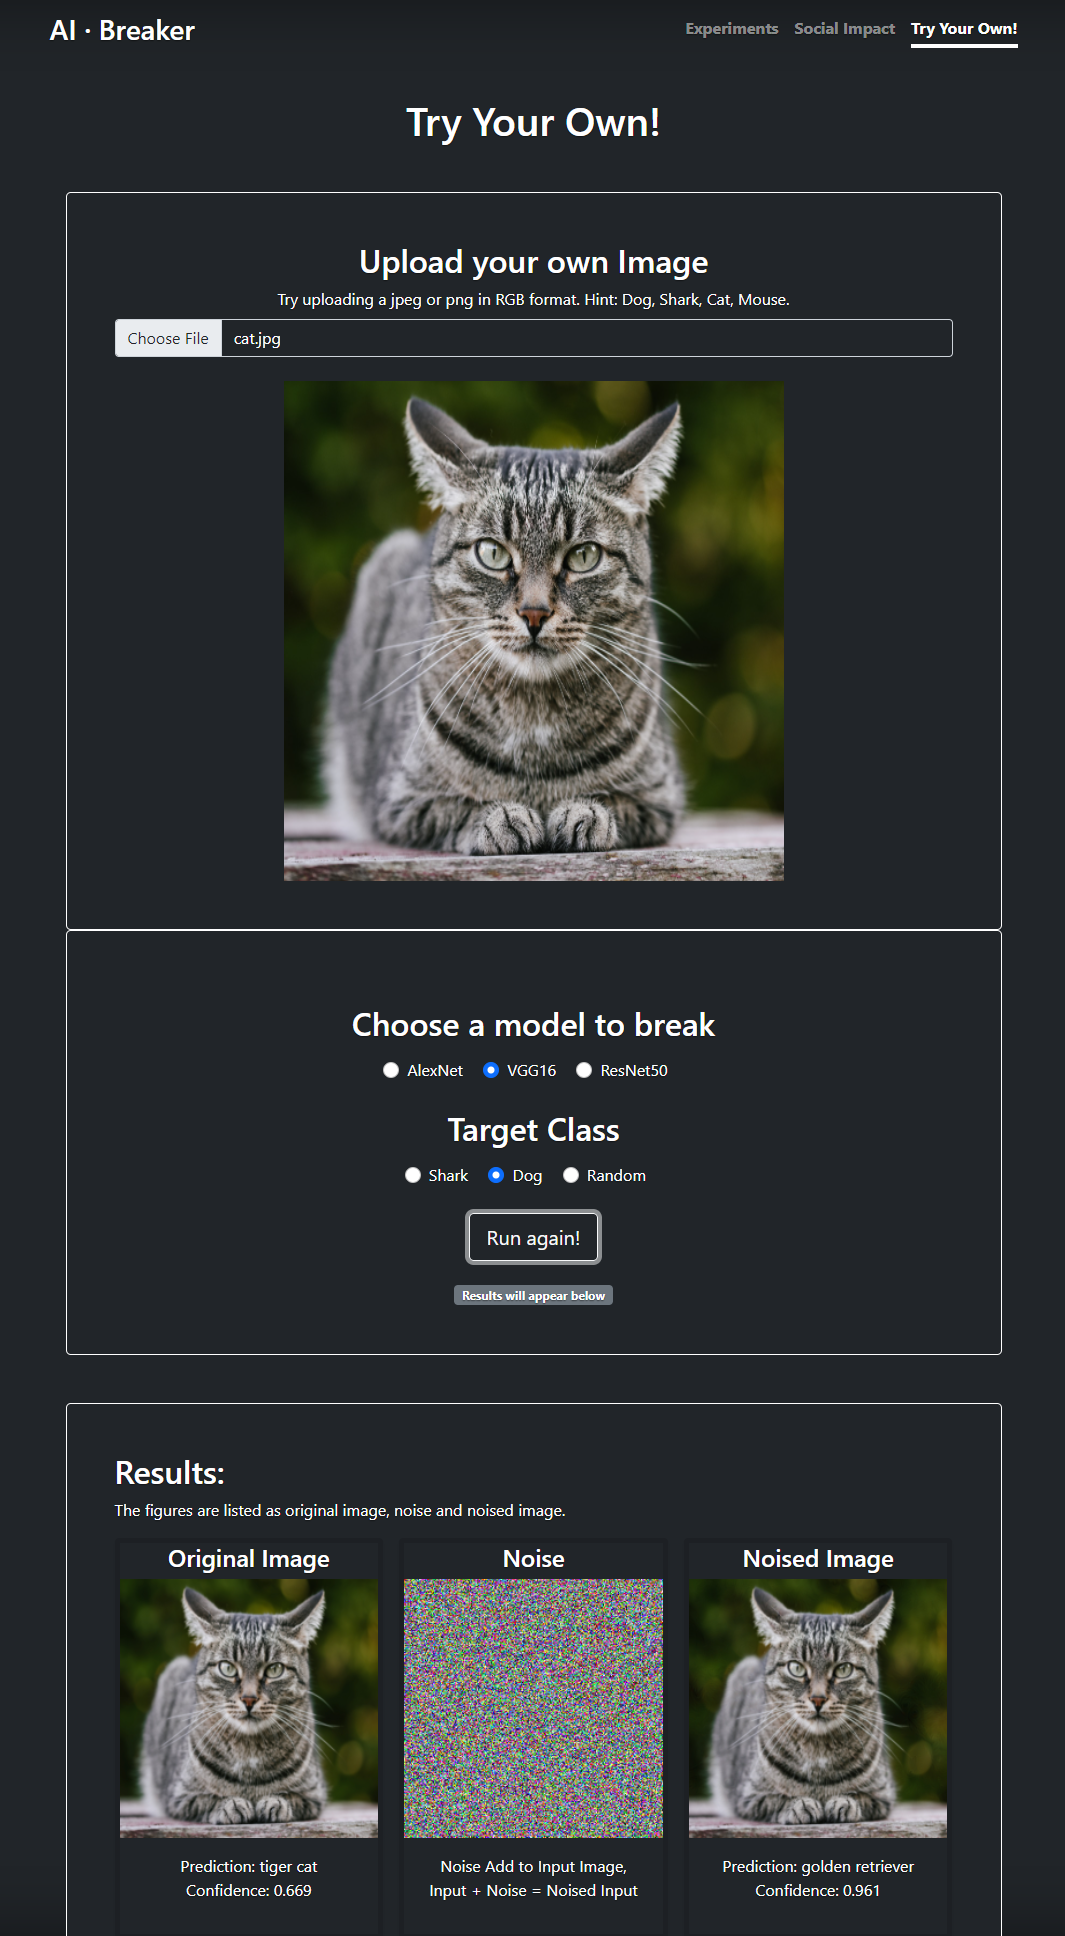 AI · Breaker
Experiments
Social Impact
Try Your Own!
Try Your Own!
Upload your own Image
Try uploading a jpeg or png in RGB format. Hint: Dog, Shark, Cat, Mouse.
Choose File cat.jpg
Choose a model to break
AlexNet VGG16 ResNet50
Target Class
Shark Dog Random
Run again!
Results will appear below
Results:
The figures are listed as original image, noise and noised image.
Original Image
Prediction: tiger cat
Confidence: 0.669
Noise
Noise Add to Input Image,
Input + Noise = Noised Input
Noised Image
Prediction: golden retriever
Confidence: 0.961